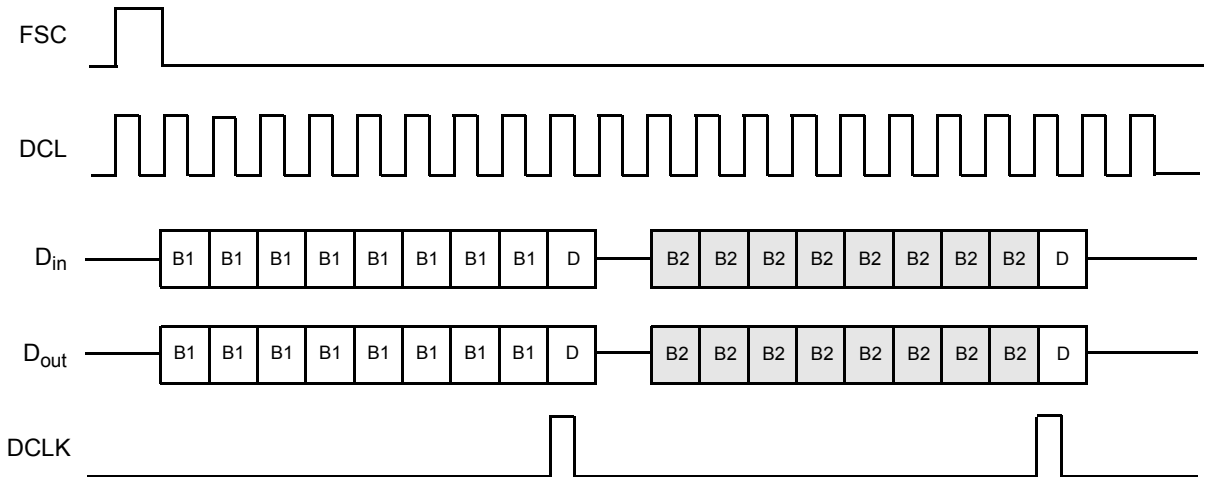 FSC
DCL
Din B1 B1 B1 B1 B1 B1 B1 B1 D B2 B2 B2 B2 B2 B2 B2 B2 D
Dout B1 B1 B1 B1 B1 B1 B1 B1 D B2 B2 B2 B2 B2 B2 B2 B2 D
DCLK